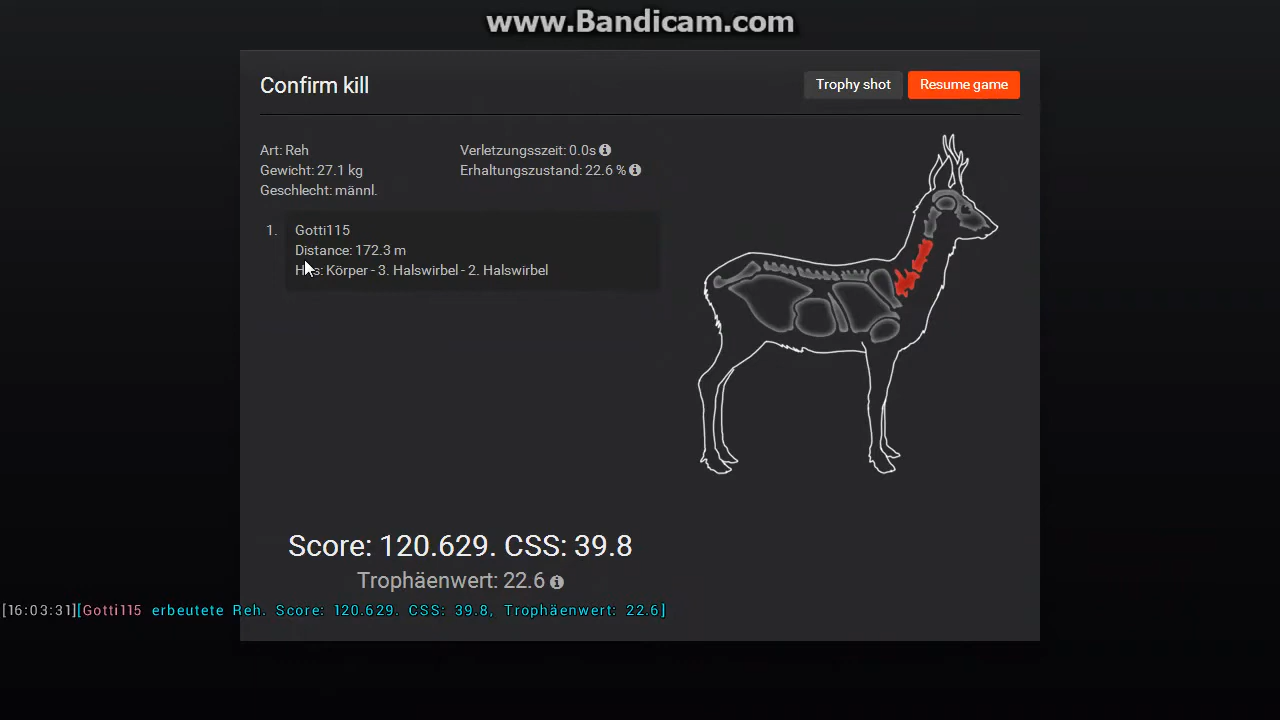 www.Bandicam.com
Confirm kill
Trophy shot
Resume game
Art: Reh
Gewicht: 27.1 kg
Geschlecht: männl.
Verletzungszeit: 0.0s
Erhaltungszustand: 22.6 %
1.
Gotti115
Distance: 172.3 m
Körper - 3. Halswirbel - 2. Halswirbel
Score: 120.629. CSS: 39.8
Trophäenwert: 22.6
[16:03:31][Gotti115 erbeutete Reh. Score: 120.629. CSS: 39.8, Trophäenwert: 22.6]